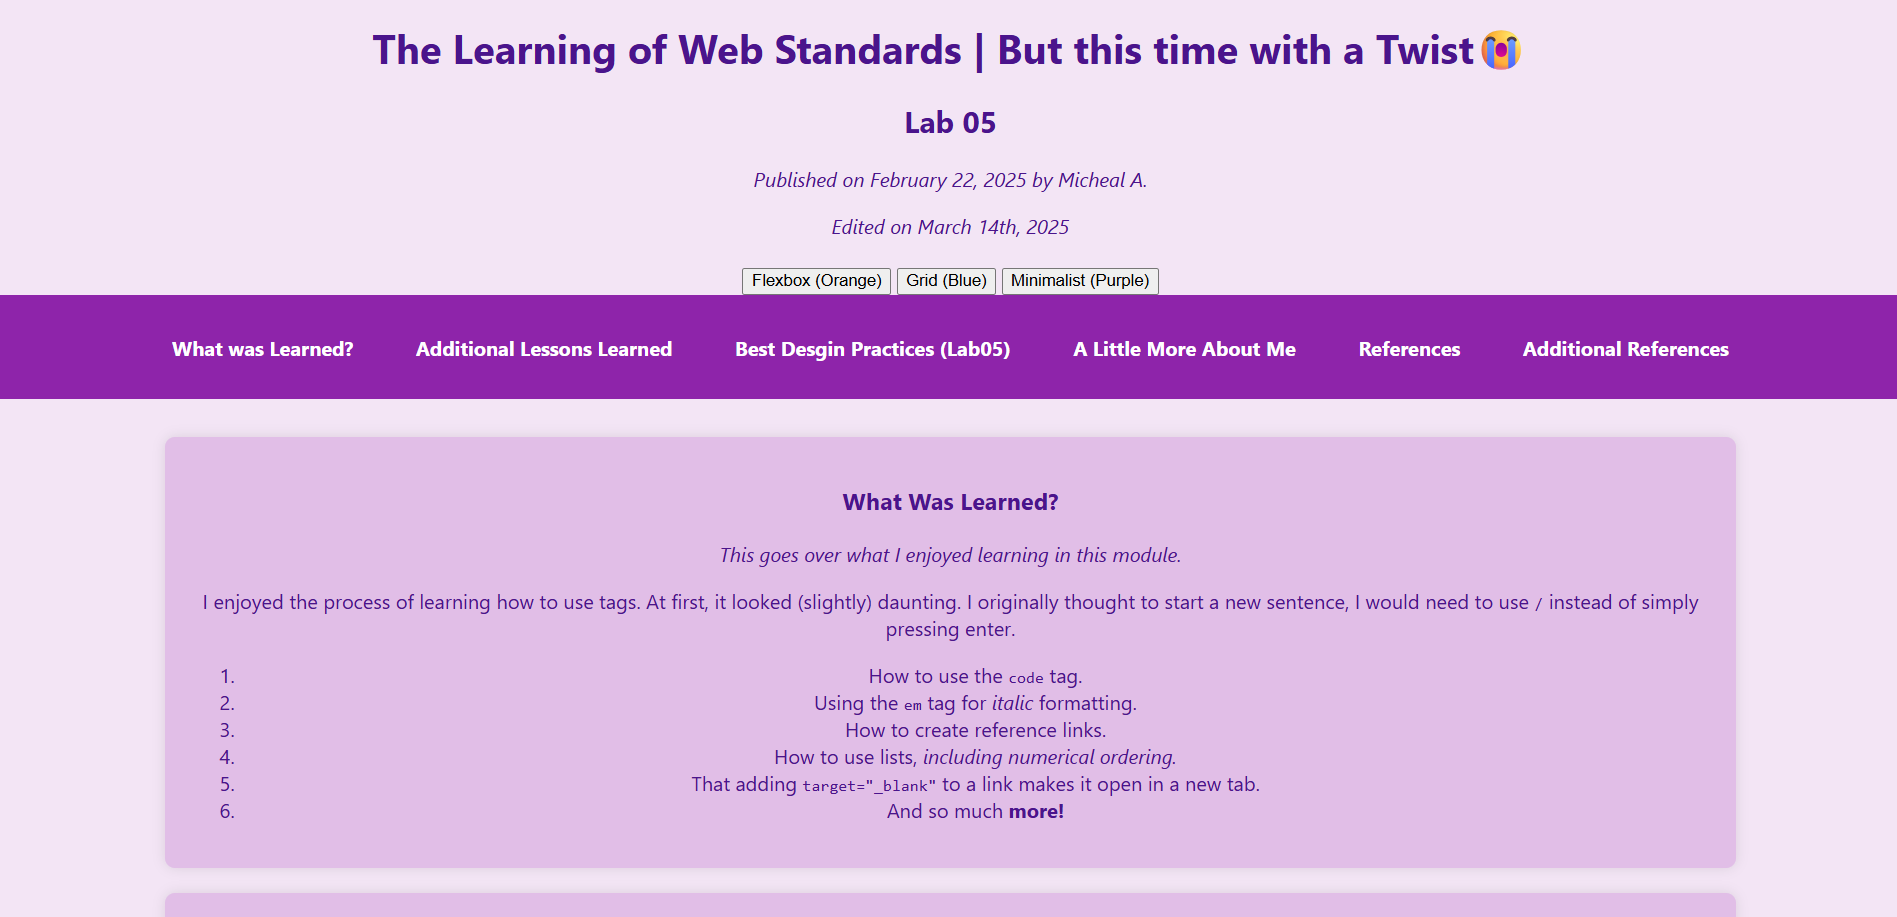 The Learning of Web Standards | But this time with a Twist😭
Lab 05
Published on February 22, 2025 by Micheal A.
Edited on March 14th, 2025
Flexbox (Orange) Grid (Blue) Minimalist (Purple)
What was Learned? Additional Lessons Learned Best Desgin Practices (Lab05) A Little More About Me References Additional References
What Was Learned?
This goes over what I enjoyed learning in this module.
I enjoyed the process of learning how to use tags. At first, it looked (slightly) daunting. I originally thought to start a new sentence, I would need to use / instead of simply
pressing enter.
1. How to use the code tag.
2. Using the em tag for italic formatting.
3. How to create reference links.
4. How to use lists, including numerical ordering.
5. That adding target="_blank" to a link makes it open in a new tab.
6. And so much more!